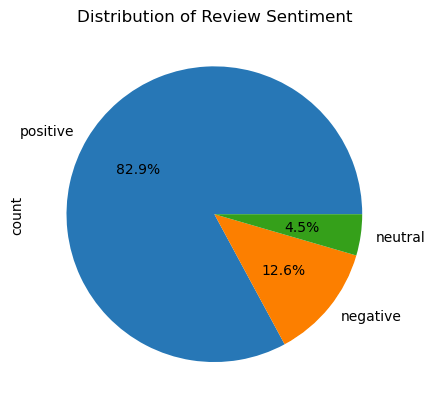 Distribution of Review Sentiment
positive
82.9%
count
4.5%
neutral
12.6%
negative